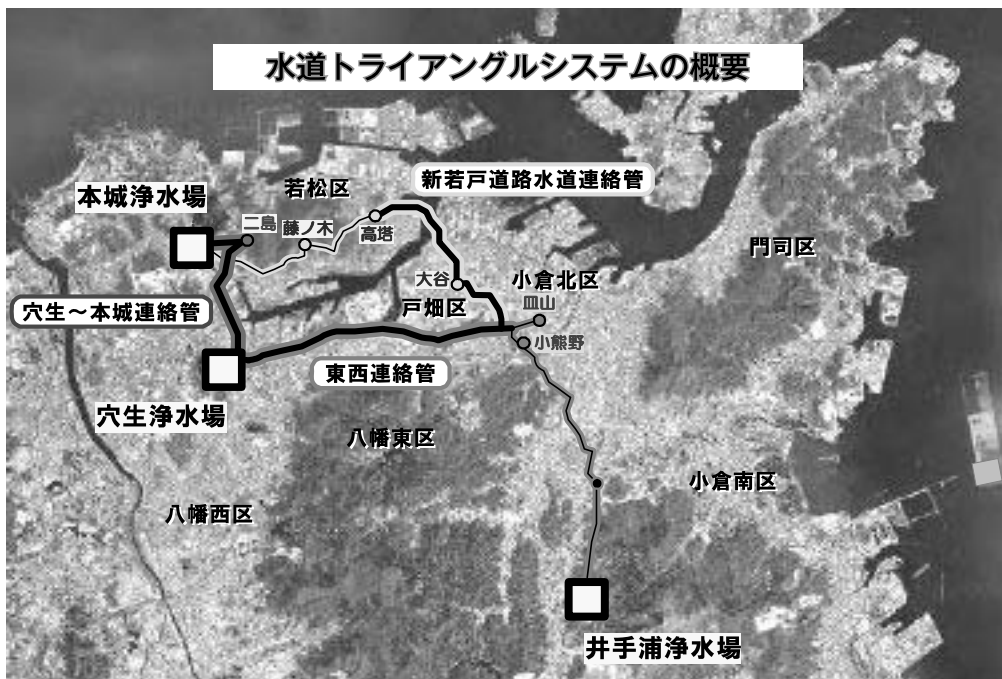 水道トライアングルシステムの概要
新若戸道路水道連絡管
若松区
本城浄水場
二島
藤ノ木
高塔
門司区
大谷
小倉北区
戸畑区
皿山
穴生～本城連絡管
小熊野
東西連絡管
穴生浄水場
八幡東区
小倉南区
八幡西区
井手浦浄水場